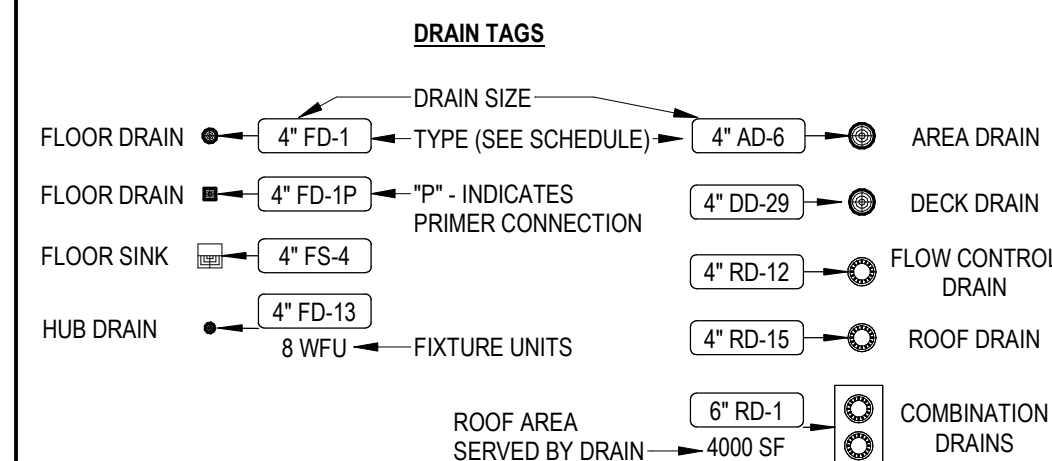 DRAIN TAGS
DRAIN SIZE
FLOOR DRAIN
4" FD-1
TYPE (SEE SCHEDULE)
4" AD-6
AREA DRAIN
FLOOR DRAIN
4" FD-1P
"P" - INDICATES
PRIMER CONNECTION
4" DD-29
DECK DRAIN
FLOOR SINK
4" FS-4
4" RD-12
FLOW CONTROL
DRAIN
HUB DRAIN
4" FD-13
8 WFU
FIXTURE UNITS
4" RD-15
ROOF DRAIN
ROOF AREA
SERVED BY DRAIN
6" RD-1
4000 SF
COMBINATION
DRAINS